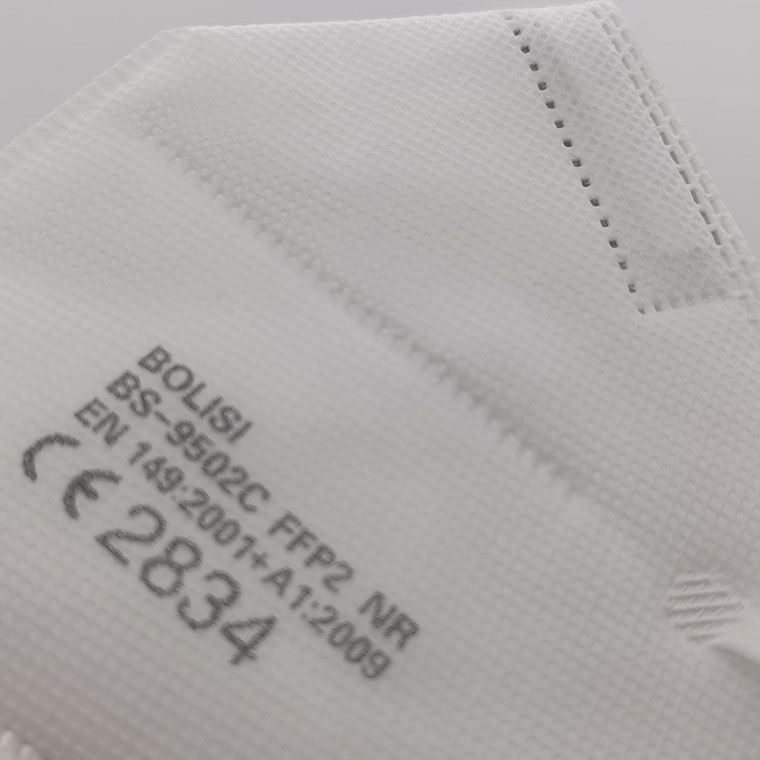 BOLISI
BS-9502C FFP2 NR
EN 149:2001+A1:2009
CE 2834